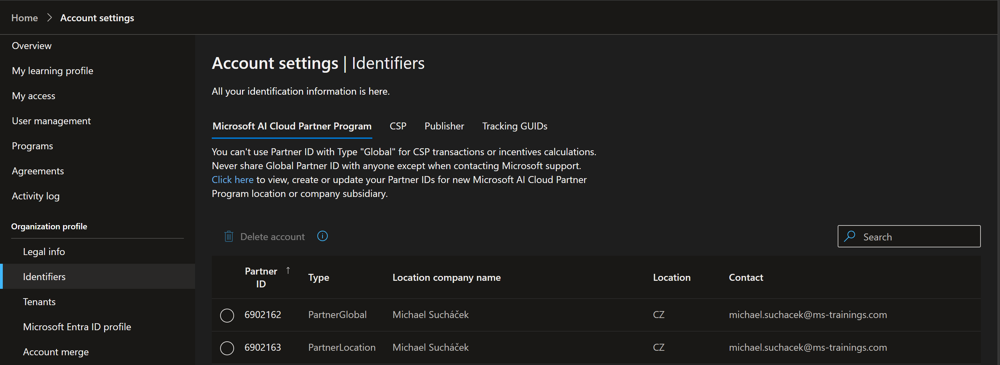 Home > Account settings
Overview
My learning profile
My access
User management
Programs
Agreements
Activity log
Organization profile
Legal info
Identifiers
Tenants
Microsoft Entra ID profile
Account merge
Account settings | Identifiers
All your identification information is here.
Microsoft AI Cloud Partner Program CSP Publisher Tracking GUIDs
You can't use Partner ID with Type "Global" for CSP transactions or incentives calculations.
Never share Global Partner ID with anyone except when contacting Microsoft support.
Click here to view, create or update your Partner IDs for new Microsoft AI Cloud Partner
Program location or company subsidiary.
Delete account
Search
Partner ID ↑ Type Location company name Location Contact
6902162 PartnerGlobal Michael Sucháček CZ michael.suchacek@ms-trainings.com
6902163 PartnerLocation Michael Sucháček CZ michael.suchacek@ms-trainings.com